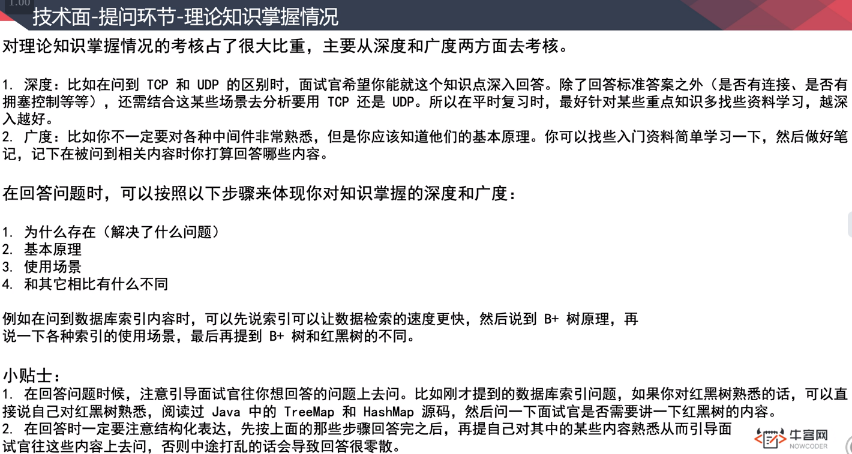 1.00
技术面-提问环节-理论知识掌握情况
对理论知识掌握情况的考核占了很大比重，主要从深度和广度两方面去考核。
1. 深度：比如在问到 TCP 和 UDP 的区别时，面试官希望你能就这个知识点深入回答。除了回答标准答案之外（是否有连接、是否有
拥塞控制等等），还需结合这某些场景去分析要用 TCP 还是 UDP。所以在平时复习时，最好针对某些重点知识多找些资料学习，越深
入越好。
2. 广度：比如你不一定要对各种中间件非常熟悉，但是你应该知道他们的基本原理。你可以找些入门资料简单学习一下，然后做好笔
记，记下在被问到相关内容时你打算回答哪些内容。
在回答问题时，可以按照以下步骤来体现你对知识掌握的深度和广度：
1. 为什么存在（解决了什么问题）
2. 基本原理
3. 使用场景
4. 和其它相比有什么不同
例如在问到数据库索引内容时，可以先说索引可以让数据检索的速度更快，然后说到 B+ 树原理，再
说一下各种索引的使用场景，最后再提到 B+ 树和红黑树的不同。
小贴士：
1. 在回答问题时候，注意引导面试官往你想回答的问题上去问。比如刚才提到的数据库索引问题，如果你对红黑树熟悉的话，可以直
接说自己对红黑树熟悉，阅读过 Java 中的 TreeMap 和 HashMap 源码，然后问一下面试官是否需要讲一下红黑树的内容。
2. 在回答时一定要注意结构化表达，先按上面的那些步骤回答完之后，再提自己对其中的某些内容熟悉从而引导面
试官往这些内容上去问，否则中途打乱的话会导致回答很零散。
牛客网
NOWCODER